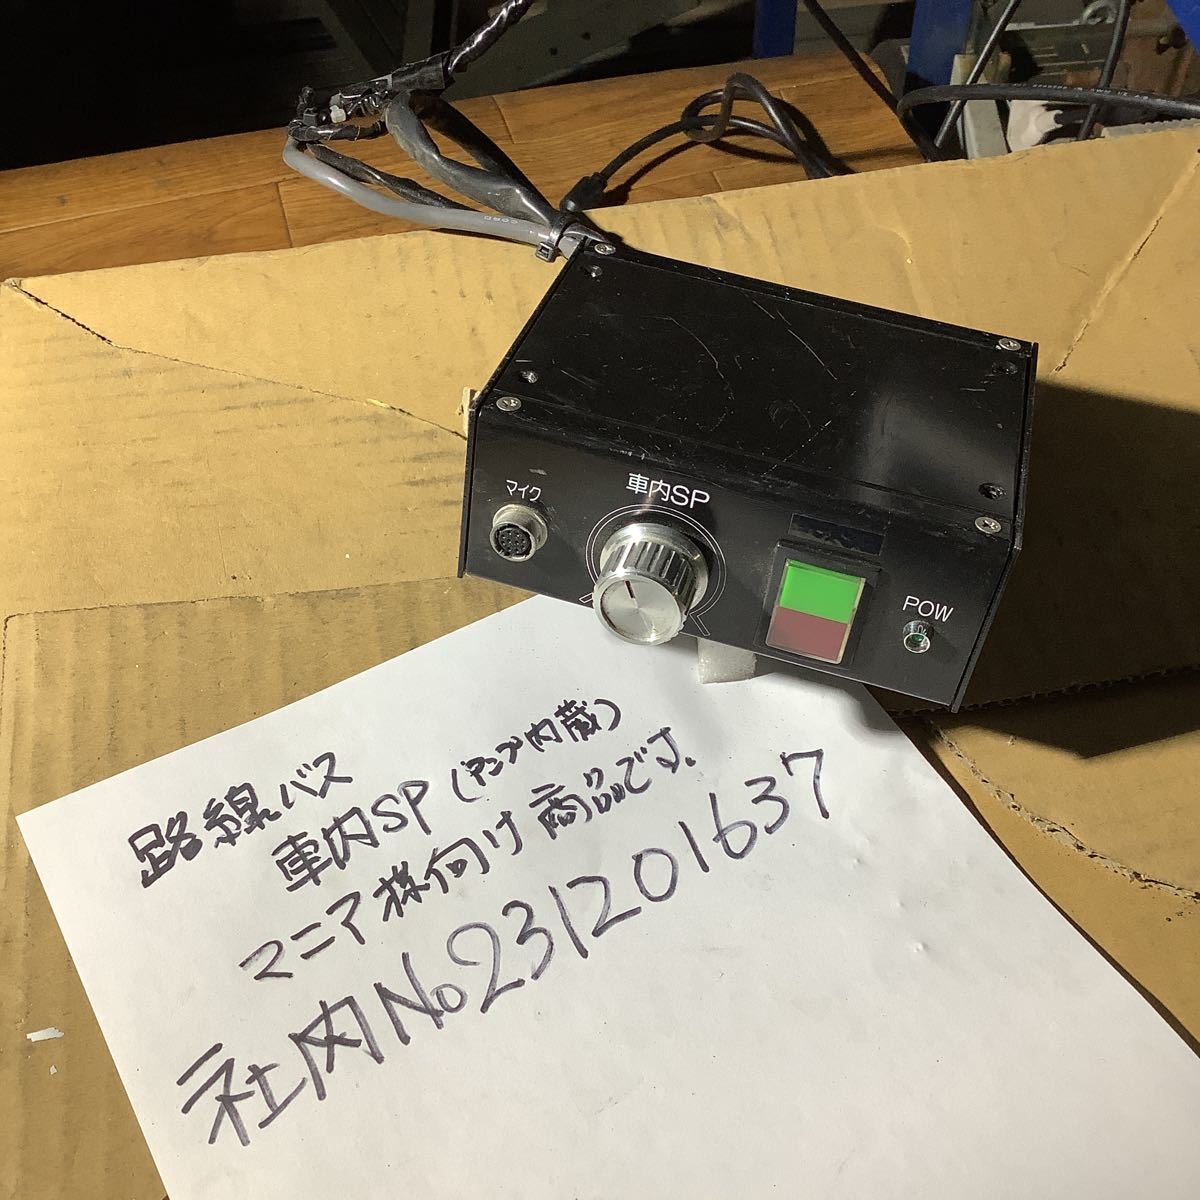 マイク
車内SP
POW
路線バス
車内SP(アンプ内蔵)
マニア様向け商品です.
社内No231201637